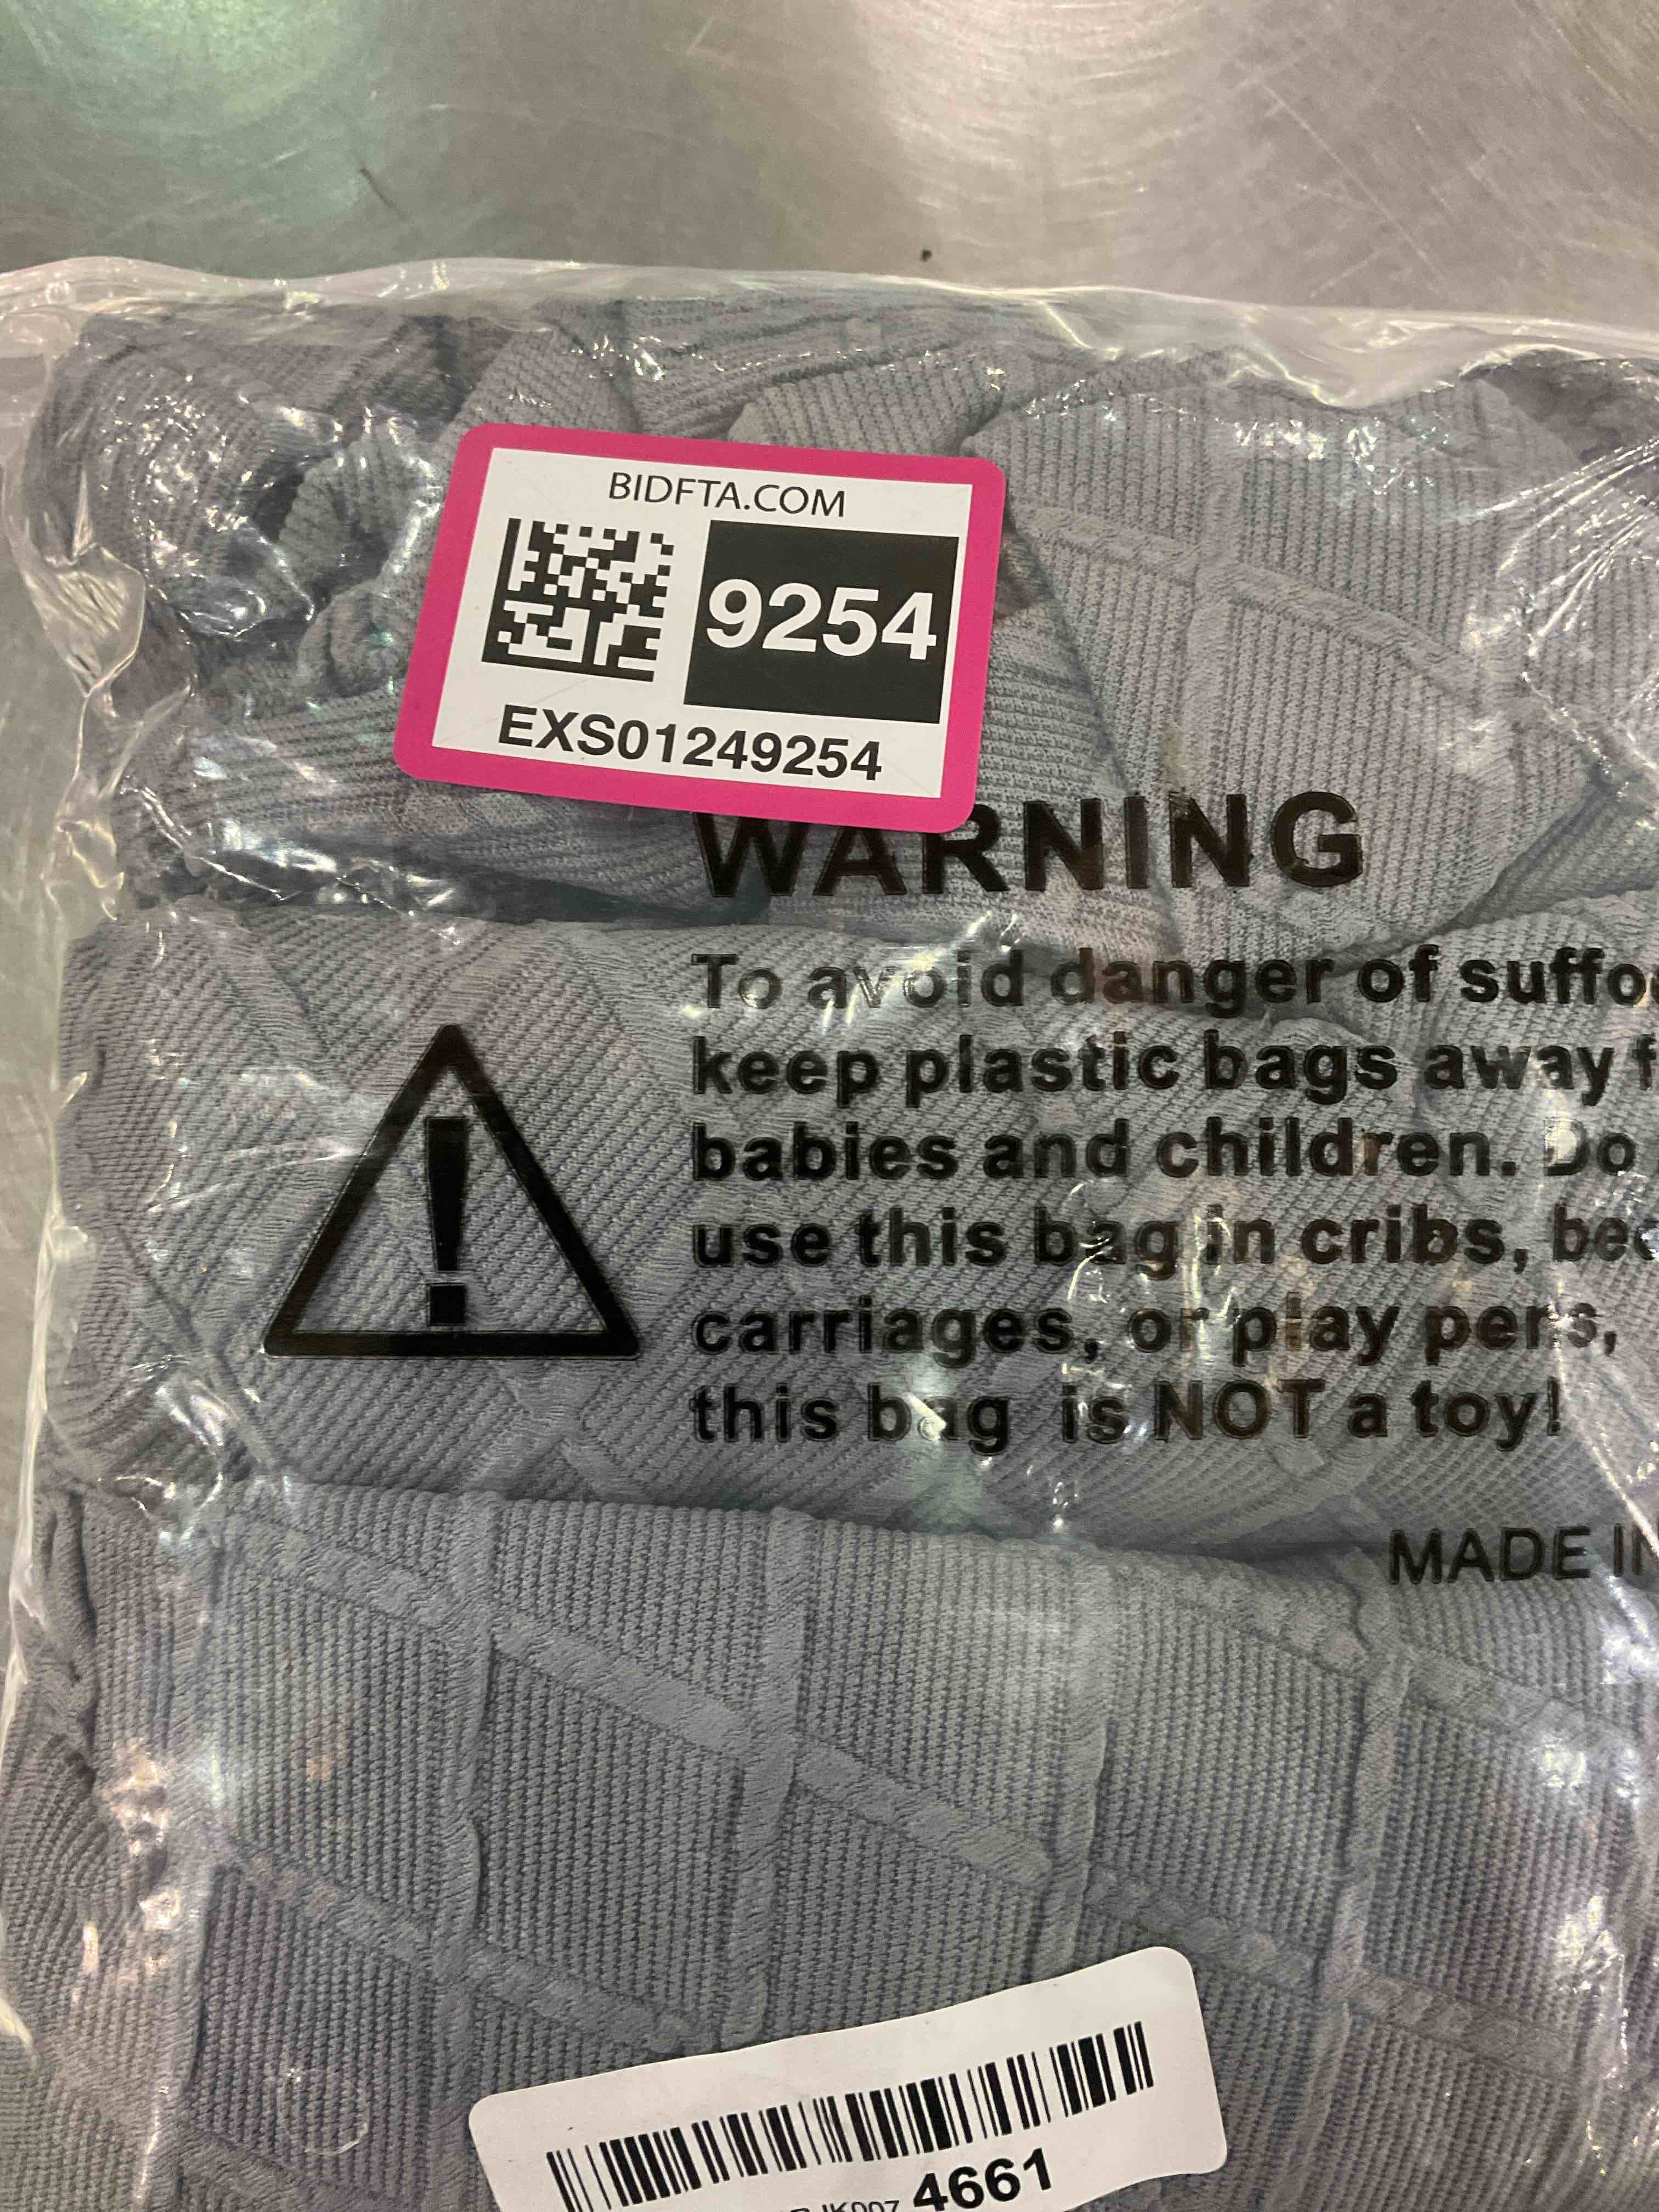 BIDFTA.COM
9254
EXS01249254
WARNING
To avoid danger of
keep plastic bags away
babies and children. Do
use this bag in cribs,
carriages, or play pens,
this bag is NOT a toy!
MADE
4661